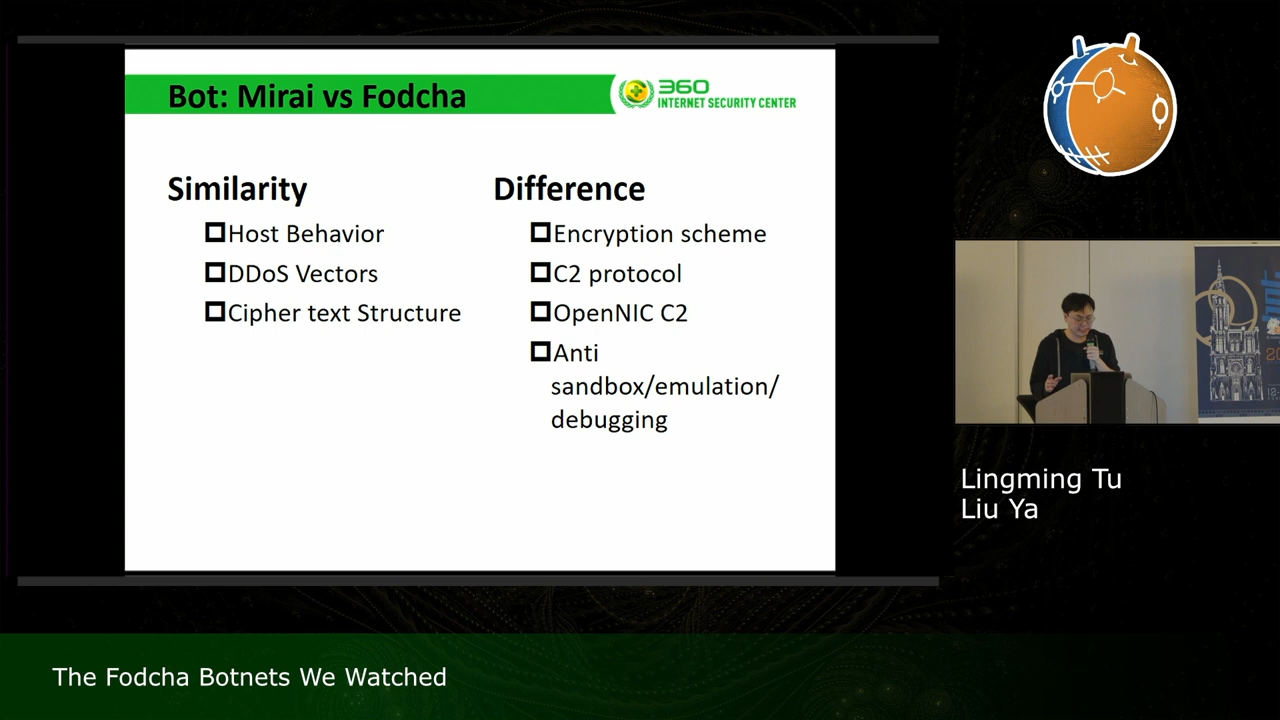 Bot: Mirai vs Fodcha
360
INTERNET SECURITY CENTER
Similarity
Host Behavior
DDoS Vectors
Cipher text Structure
Difference
Encryption scheme
C2 protocol
OpenNIC C2
Anti
sandbox/emulation/
debugging
Lingming Tu
Liu Ya
The Fodcha Botnets We Watched